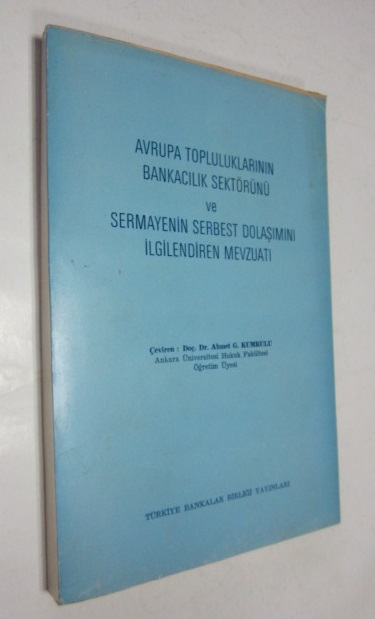 AVRUPA TOPLULUKLARININ
BANKACILIK SEKTÖRÜNÜ
ve
SERMAYENİN SERBEST DOLAŞIMINI
İLGİLENDİREN MEVZUATI
Çeviren : Doç. Dr. Ahmet G. KUMRULU
Ankara Üniversitesi Hukuk Fakültesi
Öğretim Üyesi
TÜRKİYE BANKALAR BİRLİĞİ YAYINLARI